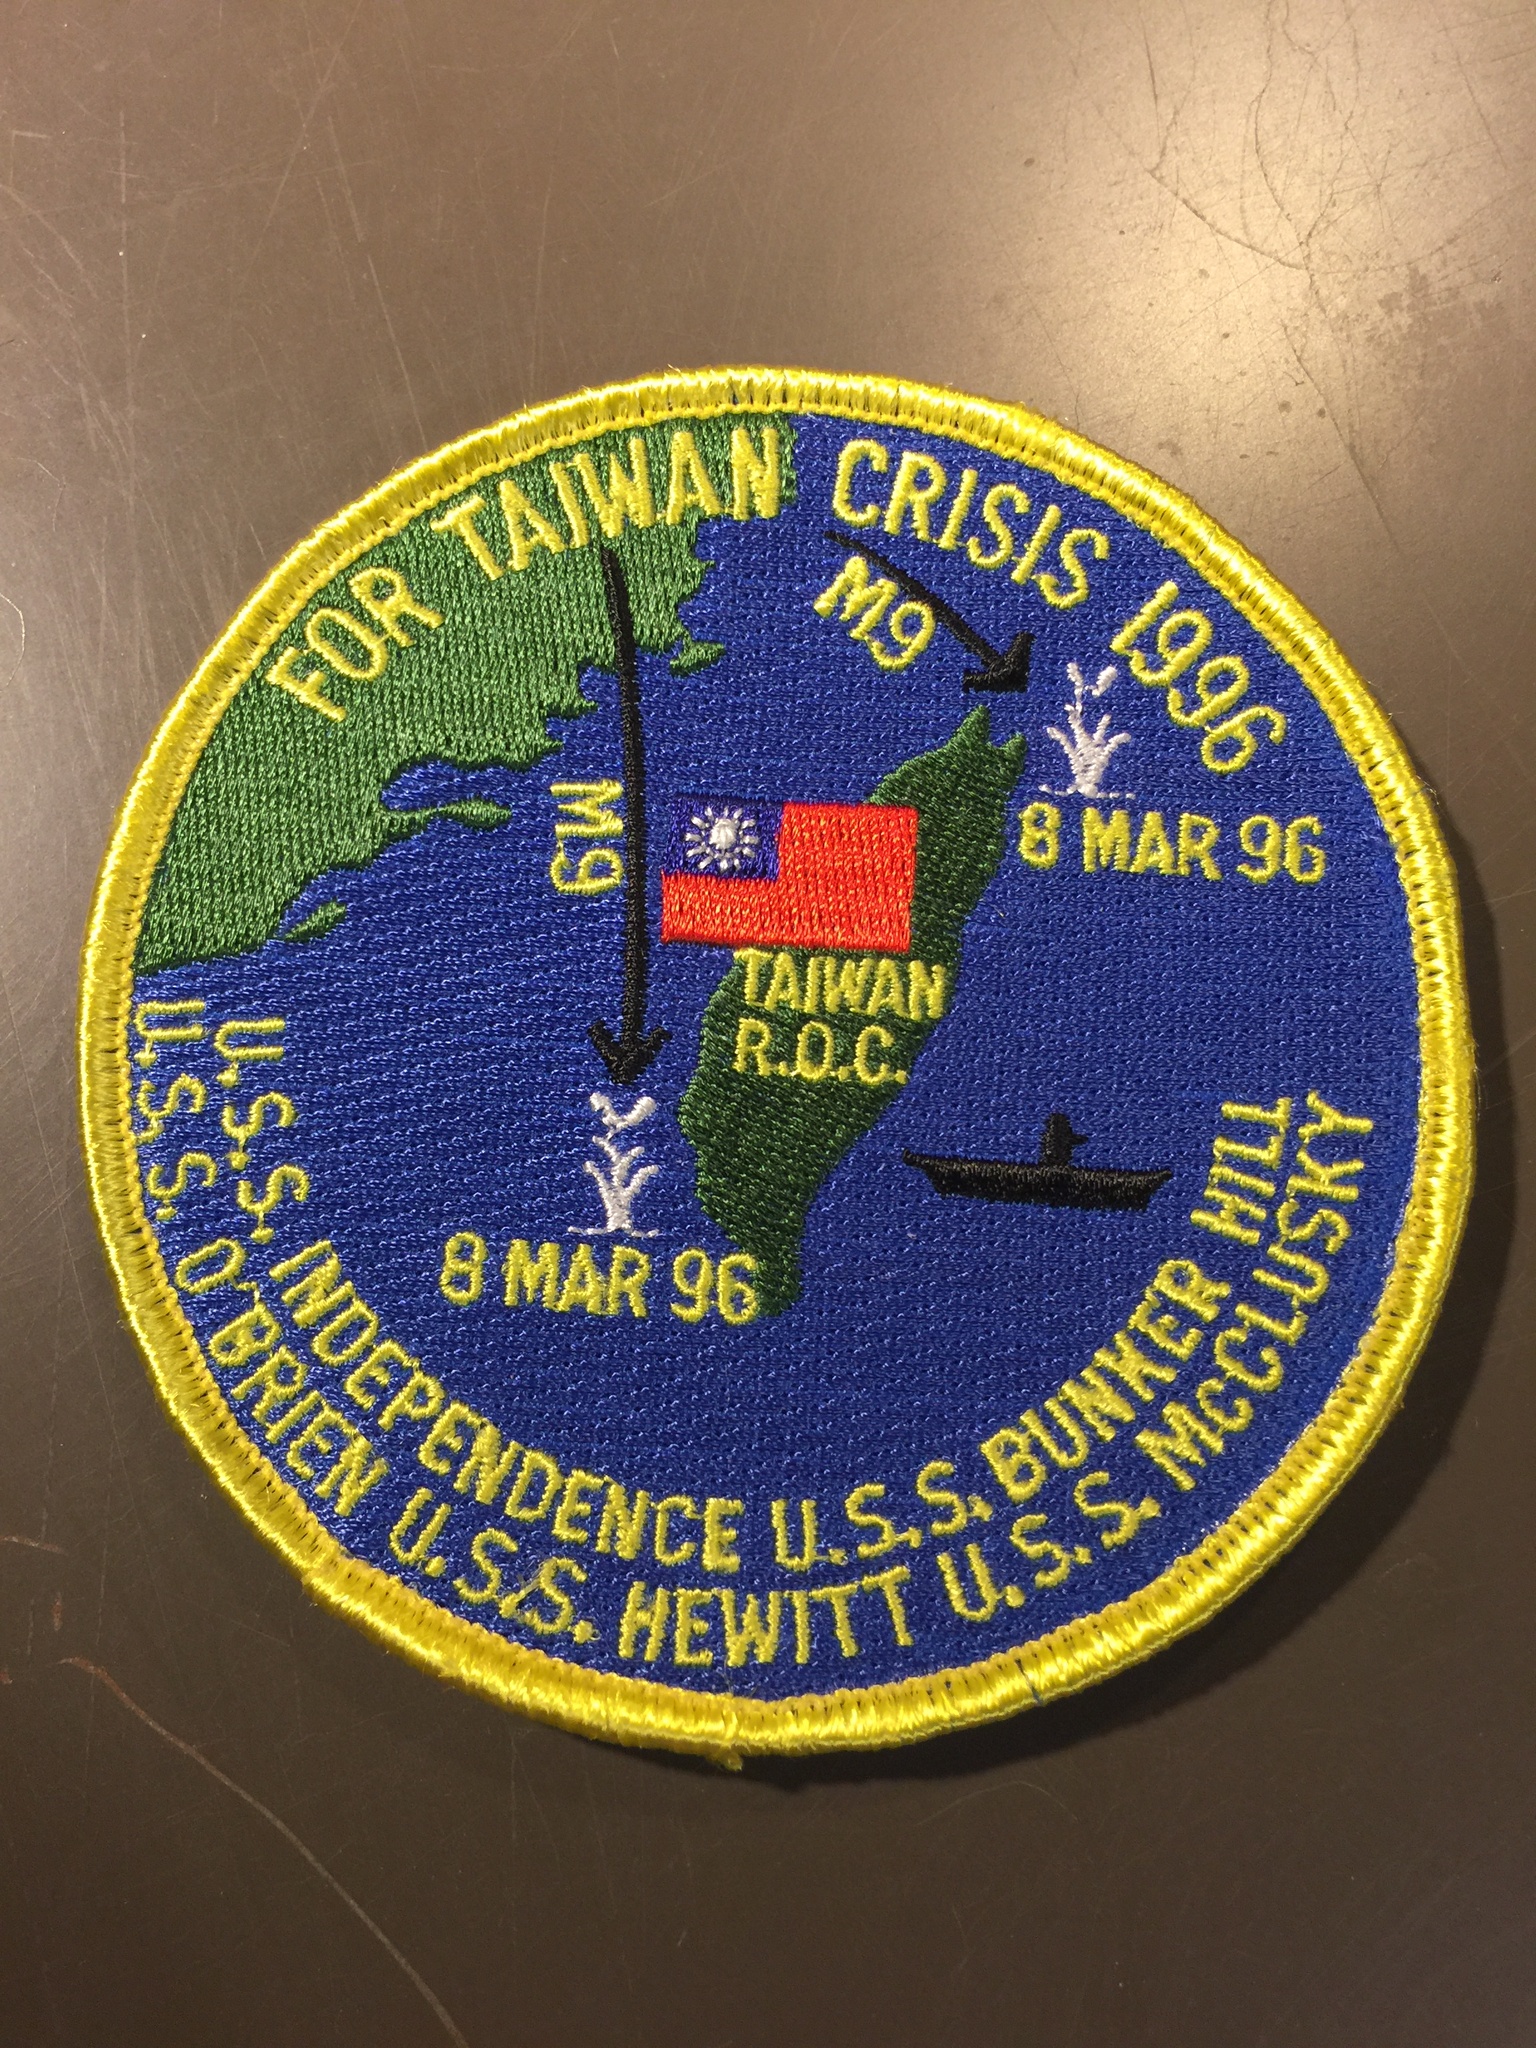 FOR TAIWAN CRISIS 1996
M9
M9
8 MAR 96
TAIWAN
R.O.C.
8 MAR 96
U.S.S. INDEPENDENCE U.S.S. BUNKER HILL
U.S.S. O'BRIEN U.S.S. HEWITT U.S.S. McCLUSKY